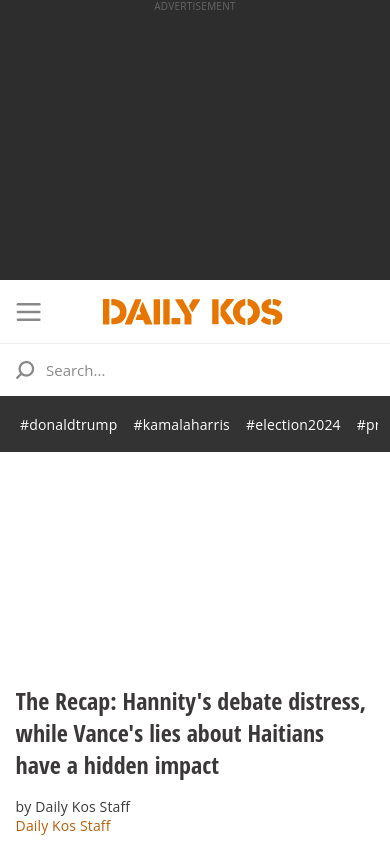 ADVERTISEMENT
DAILY KOS
Search...
#donaldtrump #kamalaharris #election2024
The Recap: Hannity's debate distress,
while Vance's lies about Haitians
have a hidden impact
by Daily Kos Staff
Daily Kos Staff